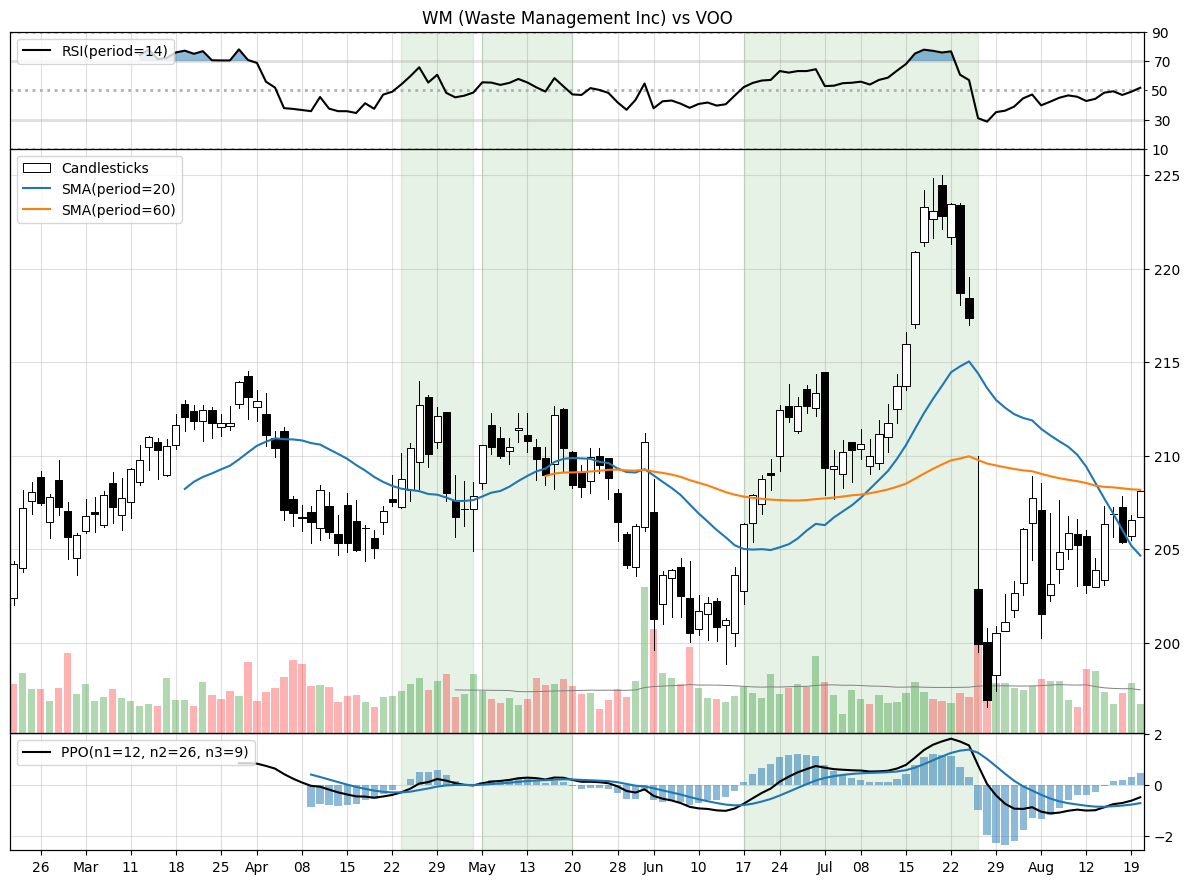 WM (Waste Management Inc) vs VOO
RSI(period=14)
90
70
50
30
10
Candlesticks
SMA(period=20)
SMA(period=60)
225
220
215
210
205
200
PPO(n1=12, n2=26, n3=9)
2
0
−2
26 Mar 11 18 25 Apr 08 15 22 29 May 13 20 28 Jun 10 17 24 Jul 08 15 22 29 Aug 12 19